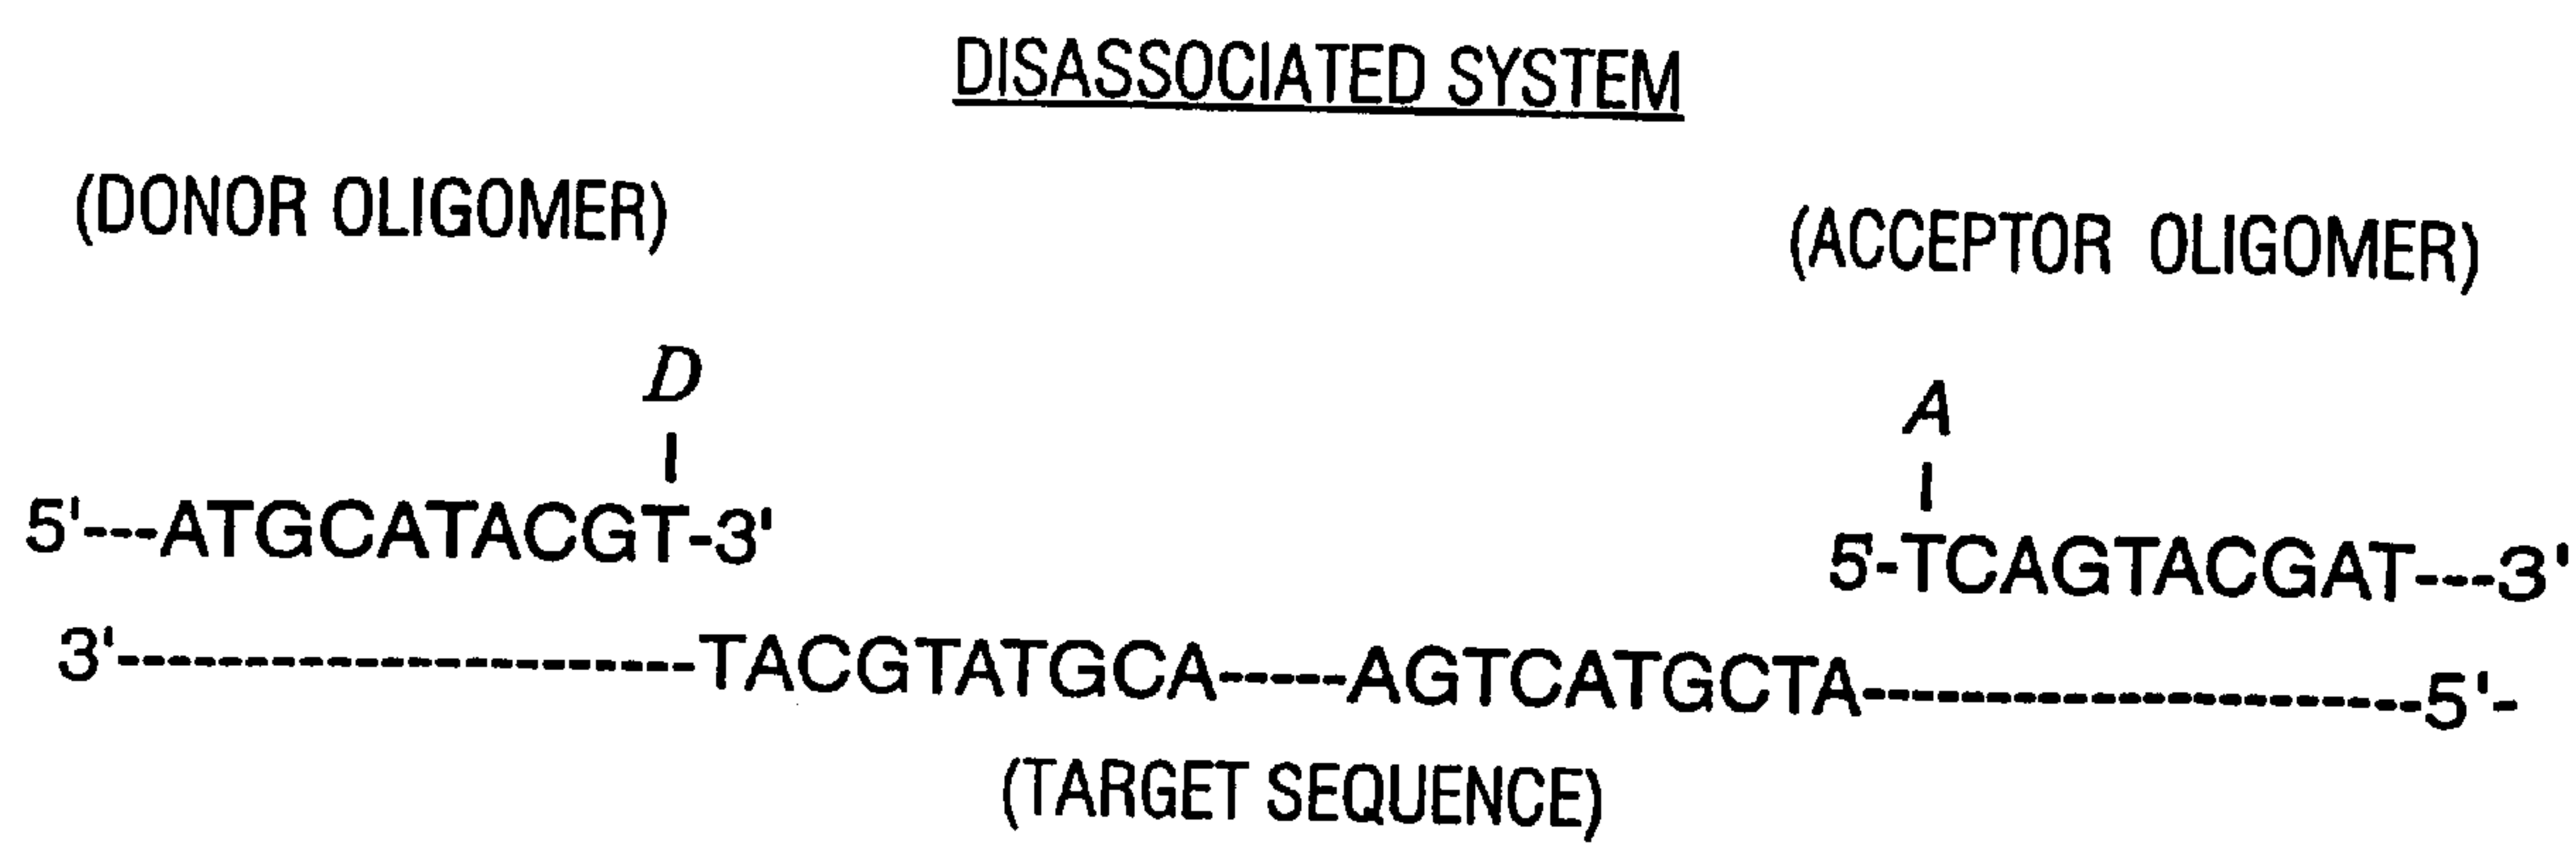 DISASSOCIATED SYSTEM
(DONOR OLIGOMER)
(ACCEPTOR OLIGOMER)
D
A
5'---ATGCATACGT-3'
5'-TCAGTACGAT---3'
3'-----------------------TACGTATGCA-----AGTCATGCTA-----------------------5'-
(TARGET SEQUENCE)